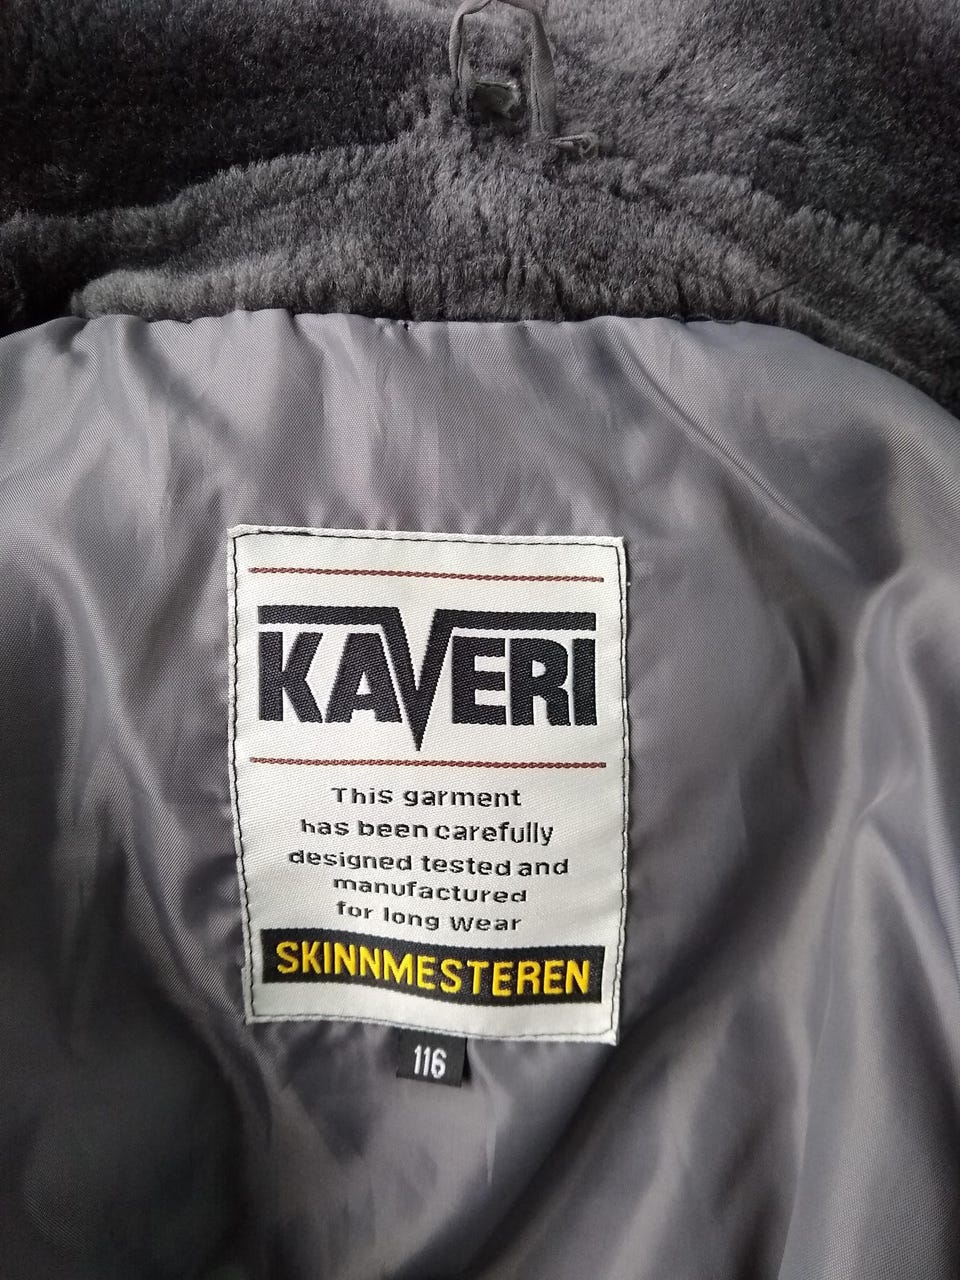 KAVERI
This garment
has been carefully
designed tested and
manufactured
for long Wear
SKINNMESTEREN
116